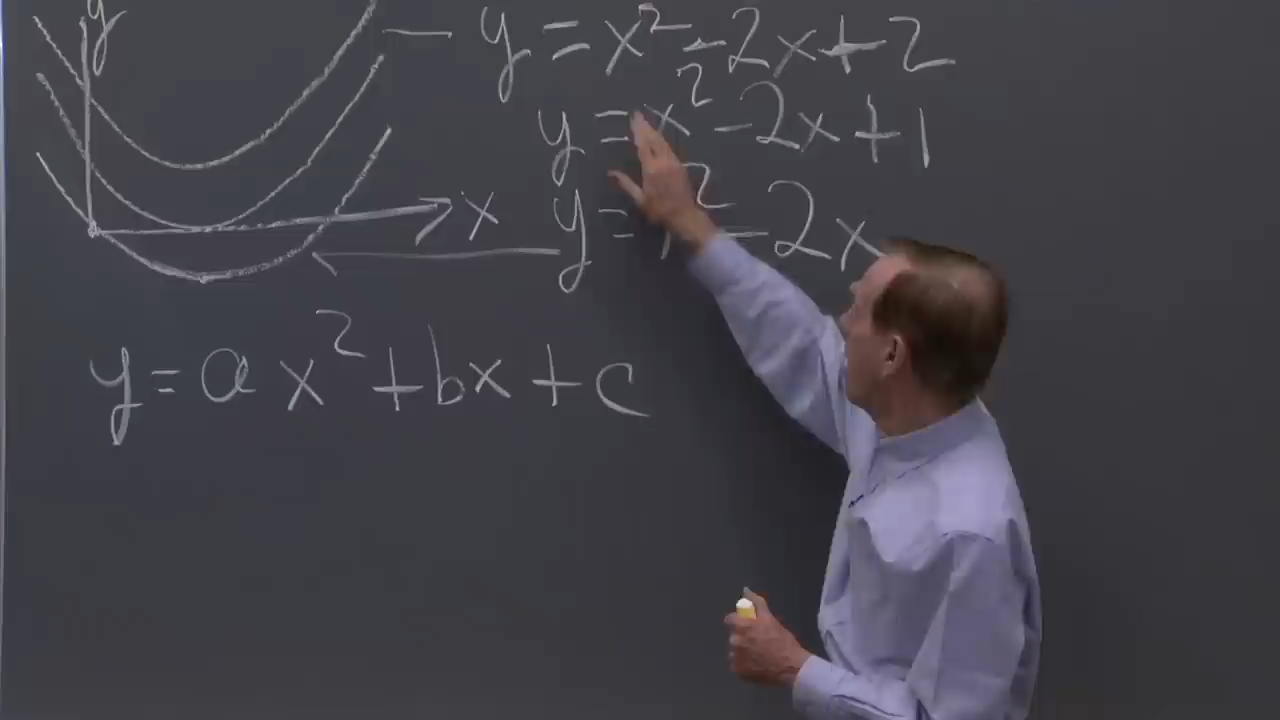 y
y = x² - 2x + 2
y = x² - 2x + 1
x
y = x² - 2x
y = ax² + bx + c